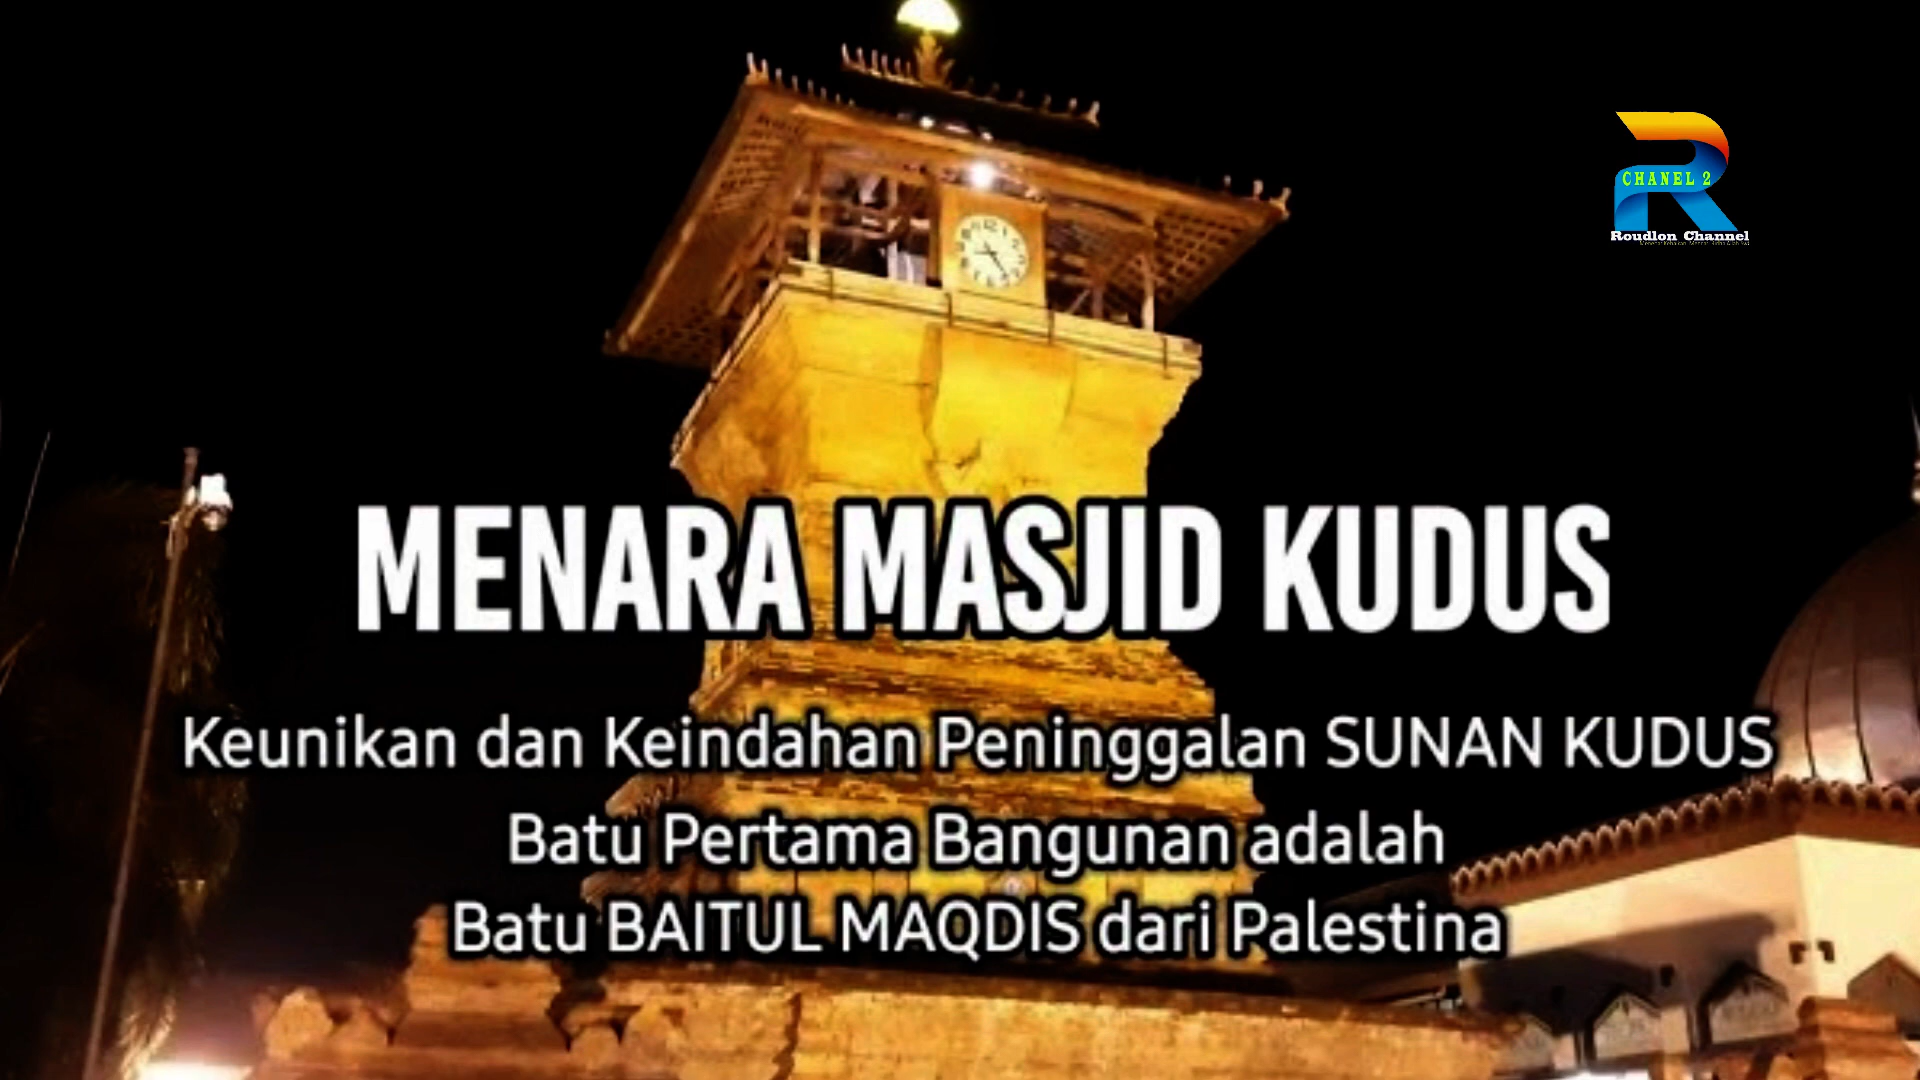 CHANEL 2
Roudlon Channel
MENARA MASJID KUDUS
Keunikan dan Keindahan Peninggalan SUNAN KUDUS
Batu Pertama Bangunan adalah
Batu BAITUL MAQDIS dari Palestina